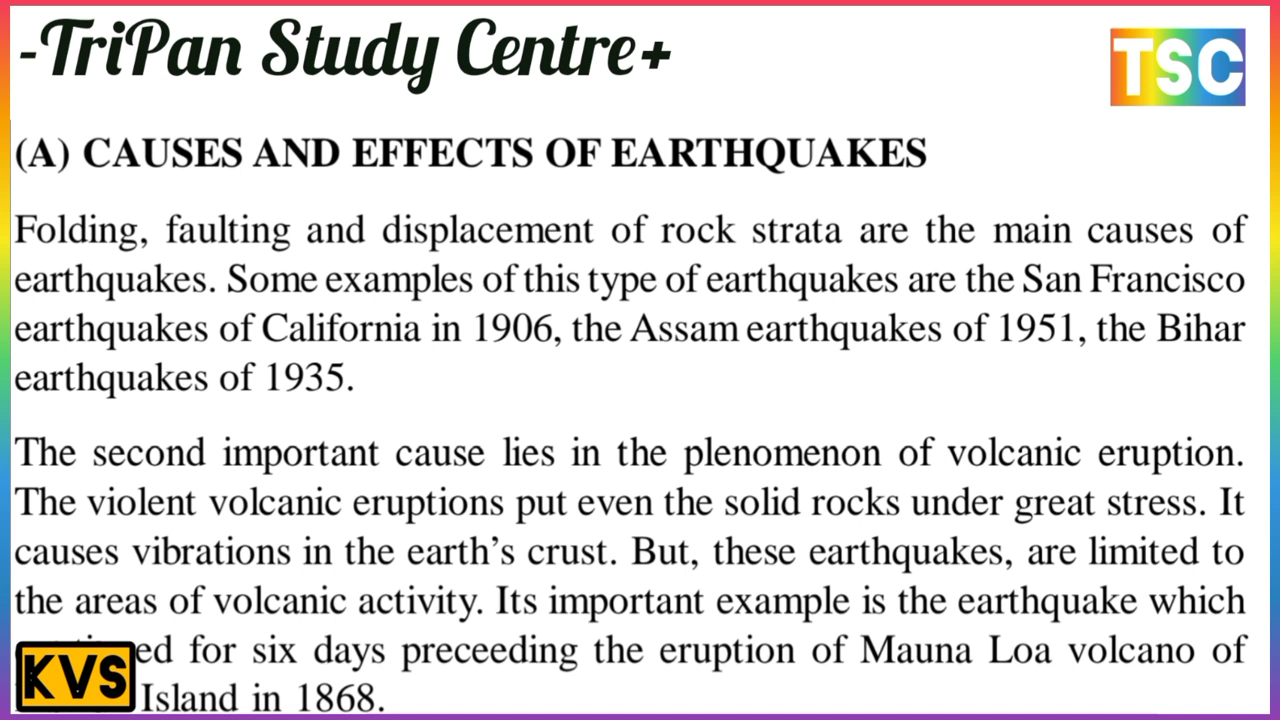 -TriPan Study Centre+
TSC
(A) CAUSES AND EFFECTS OF EARTHQUAKES
Folding, faulting and displacement of rock strata are the main causes of
earthquakes. Some examples of this type of earthquakes are the San Francisco
earthquakes of California in 1906, the Assam earthquakes of 1951, the Bihar
earthquakes of 1935.
The second important cause lies in the plenomenon of volcanic eruption.
The violent volcanic eruptions put even the solid rocks under great stress. It
causes vibrations in the earth's crust. But, these earthquakes, are limited to
the areas of volcanic activity. Its important example is the earthquake which
ed for six days preceeding the eruption of Mauna Loa volcano of
Island in 1868.
KVS